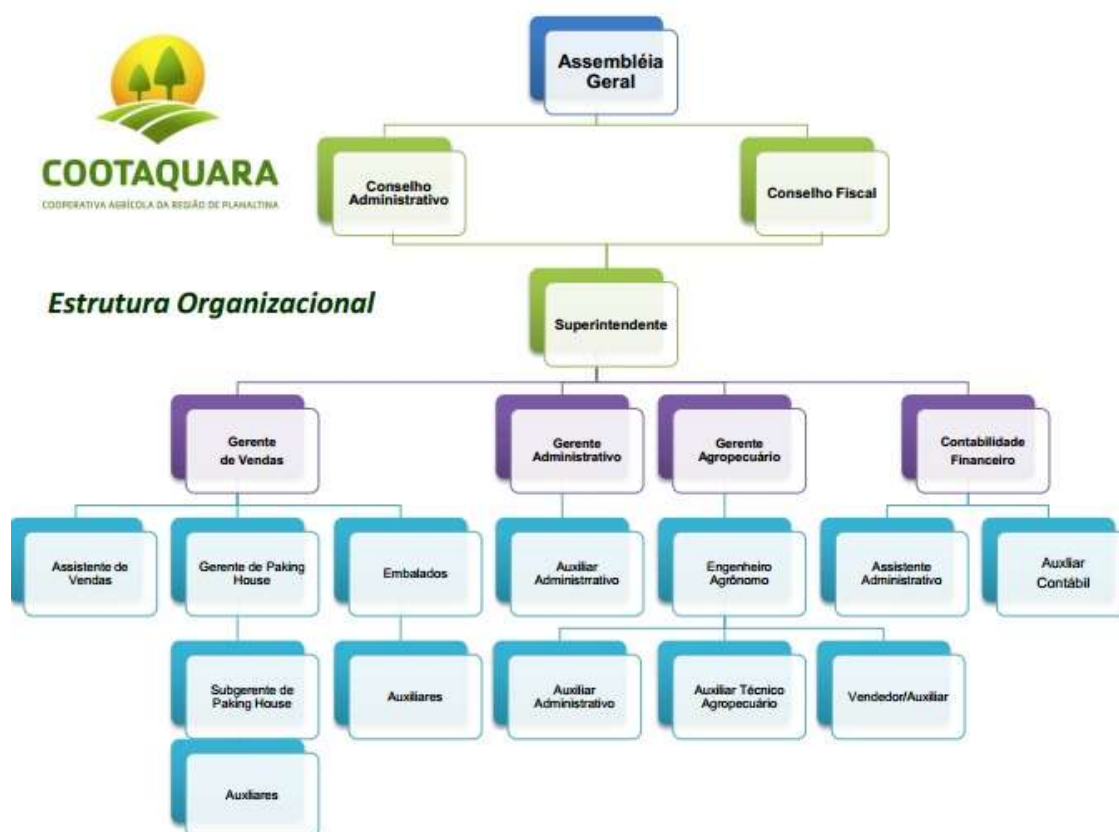 Assembléia
Geral
COOTAQUARA
COOPERATIVA AGRÍCOLA DA REGIÃO DE PLANALTINA
Conselho
Administrativo
Conselho Fiscal
Estrutura Organizacional
Superintendente
Gerente
de Vendas
Gerente
Administrativo
Gerente
Agropecuário
Contabilidade
Financeiro
Assistente de
Vendas
Gerente de Paking
House
Embalados
Auxiliar
Administrrativo
Engenheiro
Agrônomo
Assistente
Administrativo
Auxliar
Contábil
Subgerente de
Paking House
Auxiliares
Auxiliar
Administrativo
Auxiliar Técnico
Agropecuário
Vendedor/Auxiliar
Auxliares